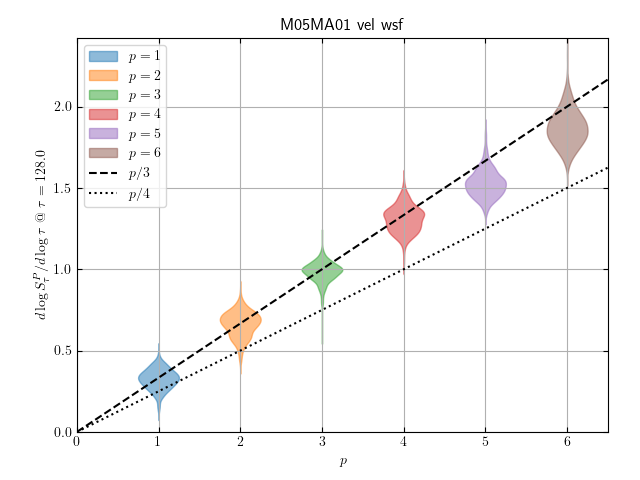 M05MA01 vel wsf
d log S_τ^P / d log τ @ τ = 128.0
2.0
1.5
1.0
0.5
0.0
p = 1
p = 2
p = 3
p = 4
p = 5
p = 6
p/3
p/4
0 1 2 3 4 5 6
p